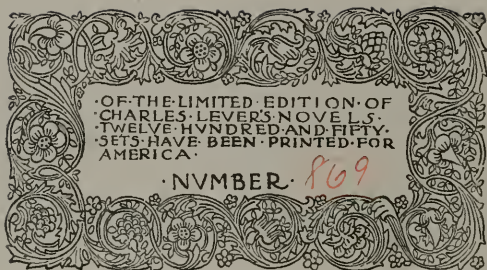 ·OF·THE·LIMITED·EDITION·OF·
CHARLES·LEVER'S·NOVELS·
·TWELVE·HVNDRED·AND·FIFTY·
SETS·HAVE·BEEN·PRINTED·FOR
AMERICA·
·NVMBER· 869